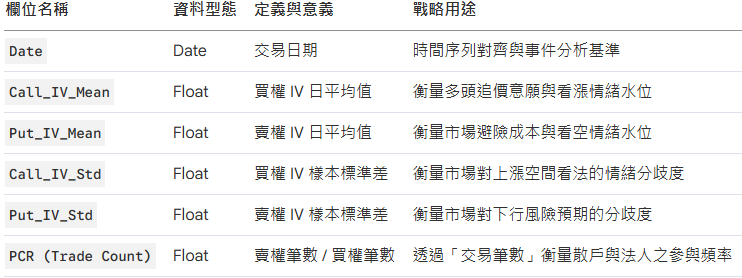 欄位名稱 資料型態 定義與意義 戰略用途
Date Date 交易日期 時間序列對齊與事件分析基準
Call_IV_Mean Float 買權 IV 日平均值 衡量多頭追價意願與看漲情緒水位
Put_IV_Mean Float 賣權 IV 日平均值 衡量市場避險成本與看空情緒水位
Call_IV_Std Float 買權 IV 樣本標準差 衡量市場對上漲空間看法的情緒分歧度
Put_IV_Std Float 賣權 IV 樣本標準差 衡量市場對下行風險預期的分歧度
PCR (Trade Count) Float 賣權筆數 / 買權筆數 透過「交易筆數」衡量散戶與法人之參與頻率